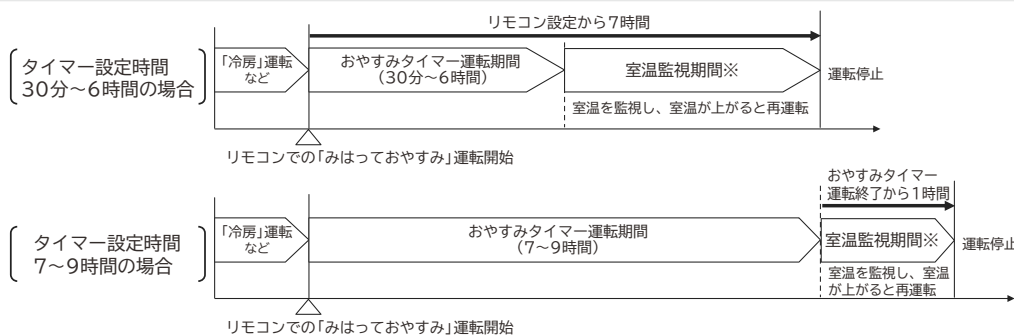 リモコン設定から7時間
タイマー設定時間
30分～6時間の場合
「冷房」運転
など
おやすみタイマー運転期間
(30分～6時間)
室温監視期間※
運転停止
室温を監視し、室温が上がると再運転
リモコンでの「みはっておやすみ」運転開始
おやすみタイマー
運転終了から1時間
タイマー設定時間
7～9時間の場合
「冷房」運転
など
おやすみタイマー運転期間
(7～9時間)
室温監視期間※
運転停止
室温を監視し、室温
が上がると再運転
リモコンでの「みはっておやすみ」運転開始